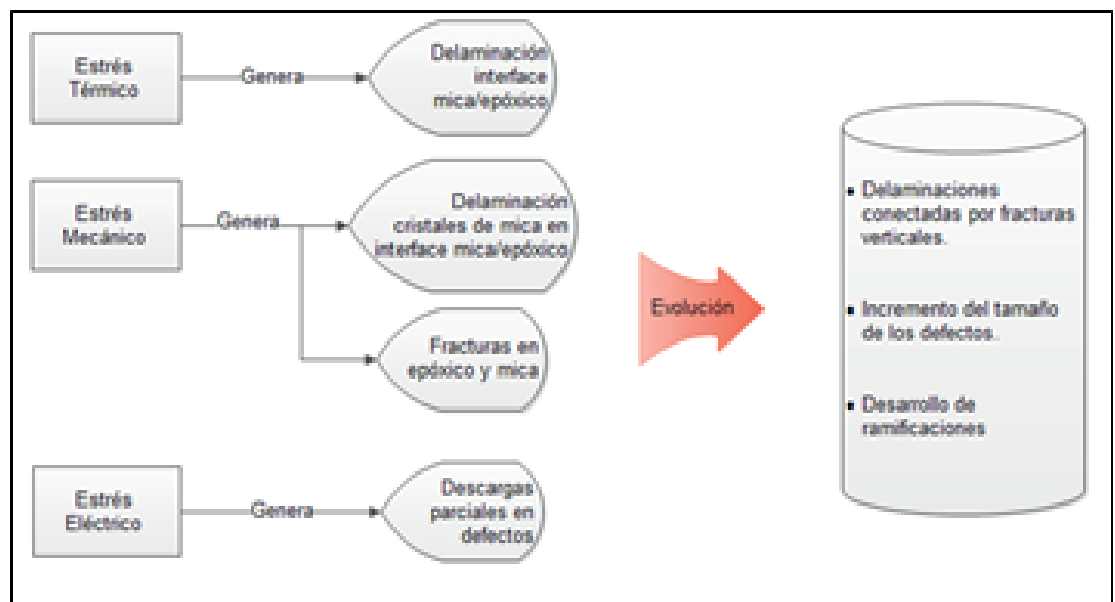 Estrés
Térmico
Genera
Delaminación
interface
mica/epóxico
Estrés
Mecánico
Genera
Delaminación
cristales de mica en
interface mica/epóxico
Fracturas en
epóxico y mica
Estrés
Eléctrico
Genera
Descargas
parciales en
defectos
Evolución
▪ Delaminaciones
conectadas por fracturas
verticales.
▪ Incremento del tamaño
de los defectos.
▪ Desarrollo de
ramificaciones